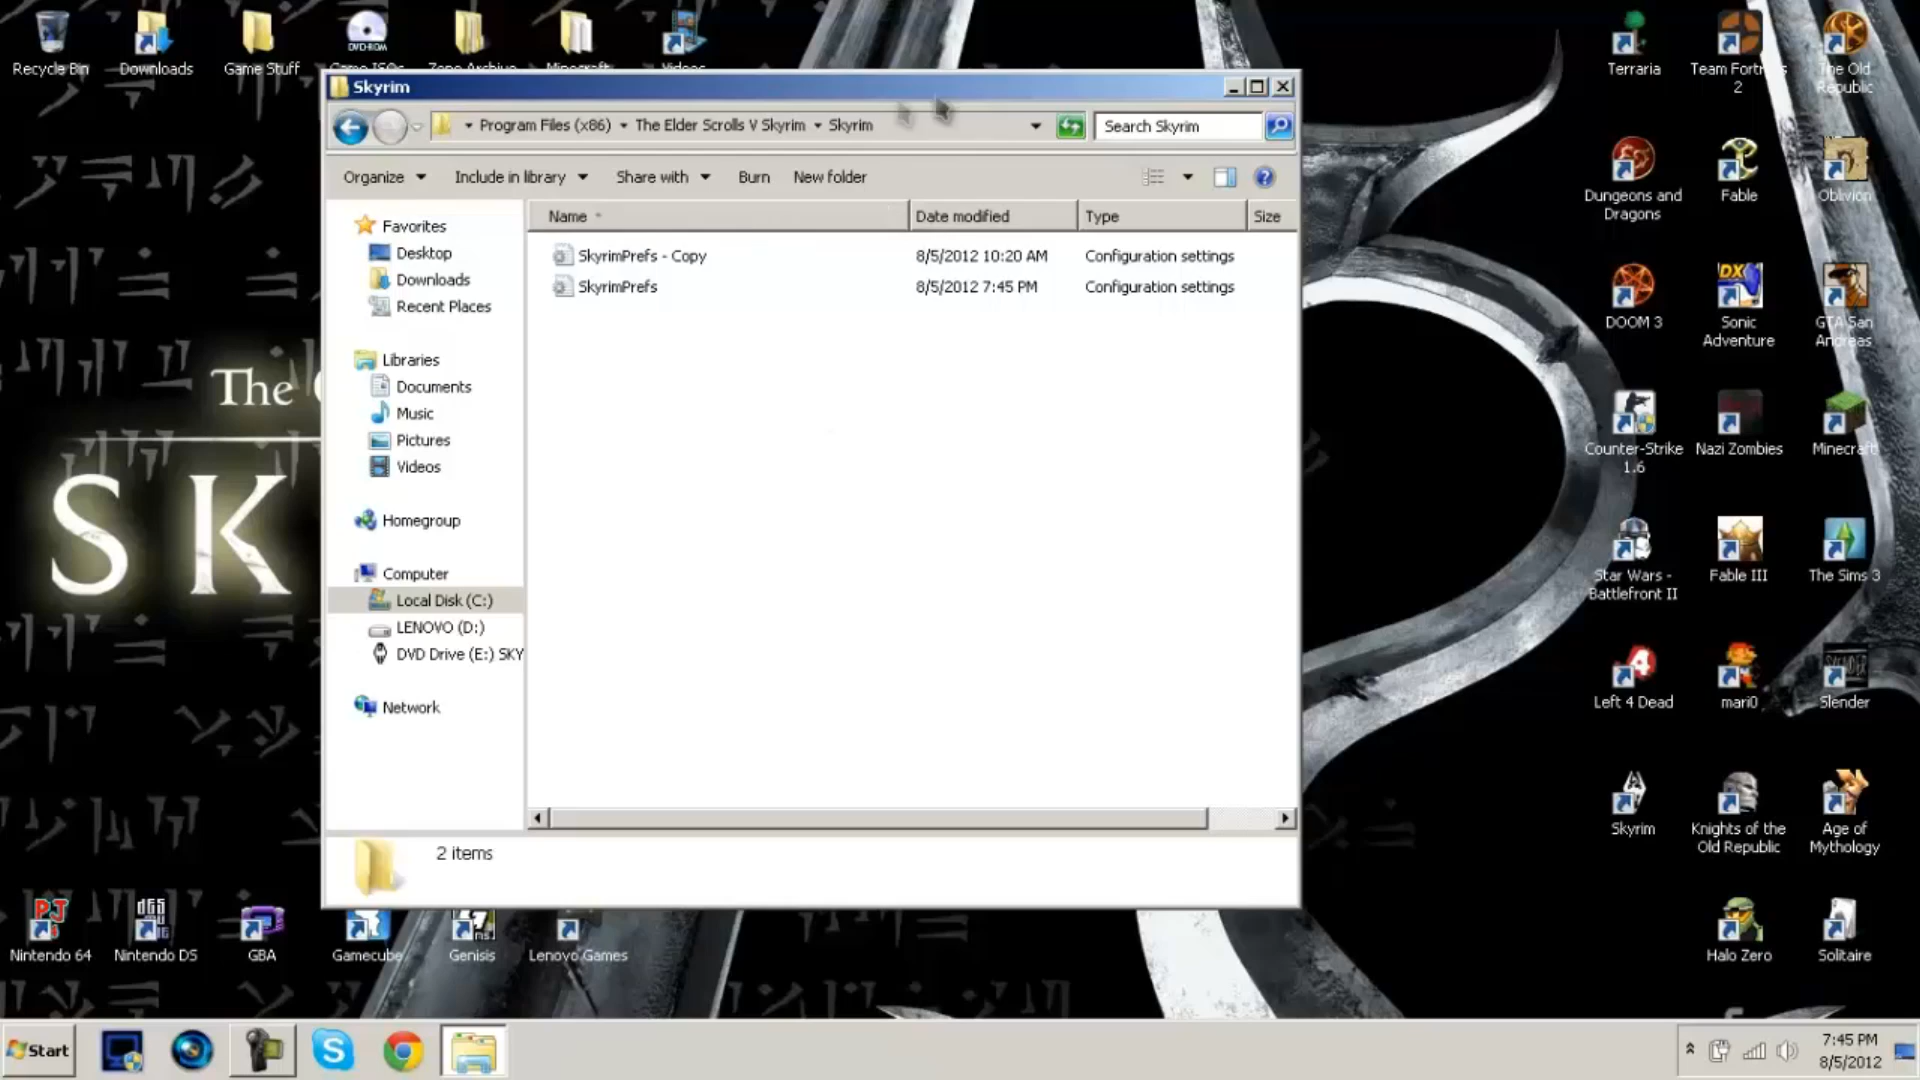 Recycle Bin
Downloads
Game Stuff
Game ISOs
Zone Archive
Minecraft
Videos
DVD-ROM
Terraria
Team Fortress
2
The Old
Republic
Skyrim
Program Files (x86)
The Elder Scrolls V Skyrim
Skyrim
Search Skyrim
Organize
Include in library
Share with
Burn
New folder
Name
Date modified
Type
Size
SkyrimPrefs - Copy
8/5/2012 10:20 AM
Configuration settings
SkyrimPrefs
8/5/2012 7:45 PM
Configuration settings
Favorites
Desktop
Downloads
Recent Places
Libraries
Documents
Music
Pictures
Videos
Homegroup
Computer
Local Disk (C:)
LENOVO (D:)
DVD Drive (E:) SKY
Network
2 items
The
SK
Dungeons and
Dragons
Fable
Oblivion
DOOM 3
Sonic
Adventure
GTA San
Andreas
Counter-Strike
1.6
Nazi Zombies
Minecraft
Star Wars -
Battlefront II
Fable III
The Sims 3
Left 4 Dead
mari0
Slender
Skyrim
Knights of the
Old Republic
Age of
Mythology
Halo Zero
Solitaire
Nintendo 64
Nintendo DS
GBA
Gamecube
Genisis
Lenovo Games
Start
7:45 PM
8/5/2012